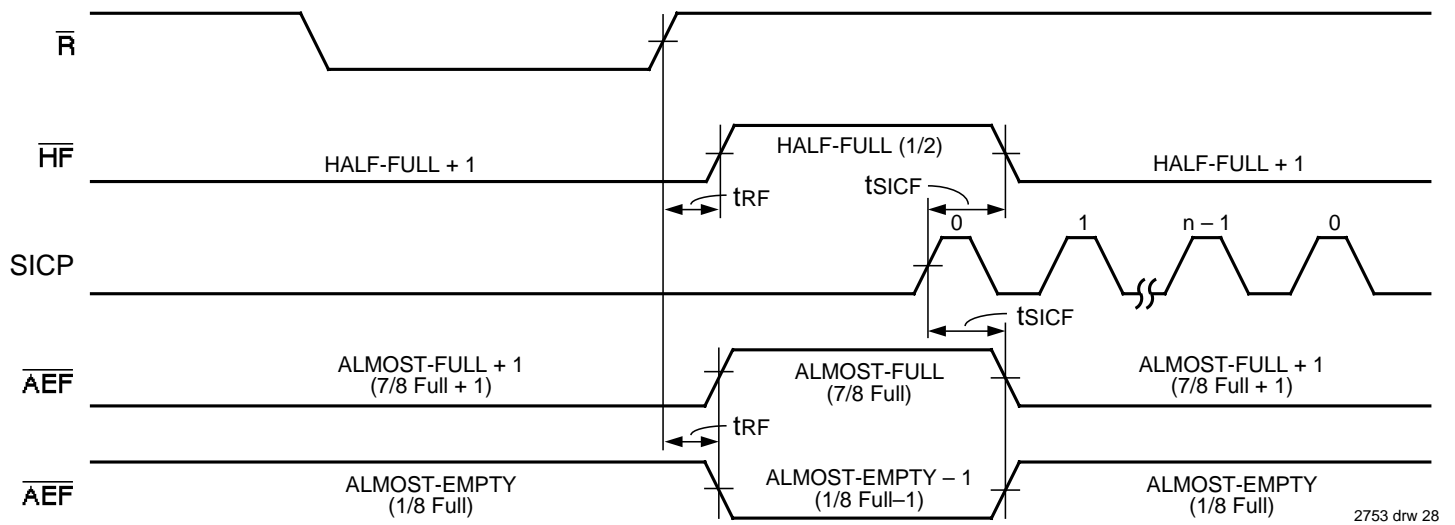 R
HF
HALF-FULL + 1
HALF-FULL (1/2)
HALF-FULL + 1
tRF
tSICF
0
1
n – 1
0
SICP
tSICF
AEF
ALMOST-FULL + 1
(7/8 Full + 1)
ALMOST-FULL
(7/8 Full)
ALMOST-FULL + 1
(7/8 Full + 1)
tRF
AEF
ALMOST-EMPTY
(1/8 Full)
ALMOST-EMPTY – 1
(1/8 Full–1)
ALMOST-EMPTY
(1/8 Full)
2753 drw 28